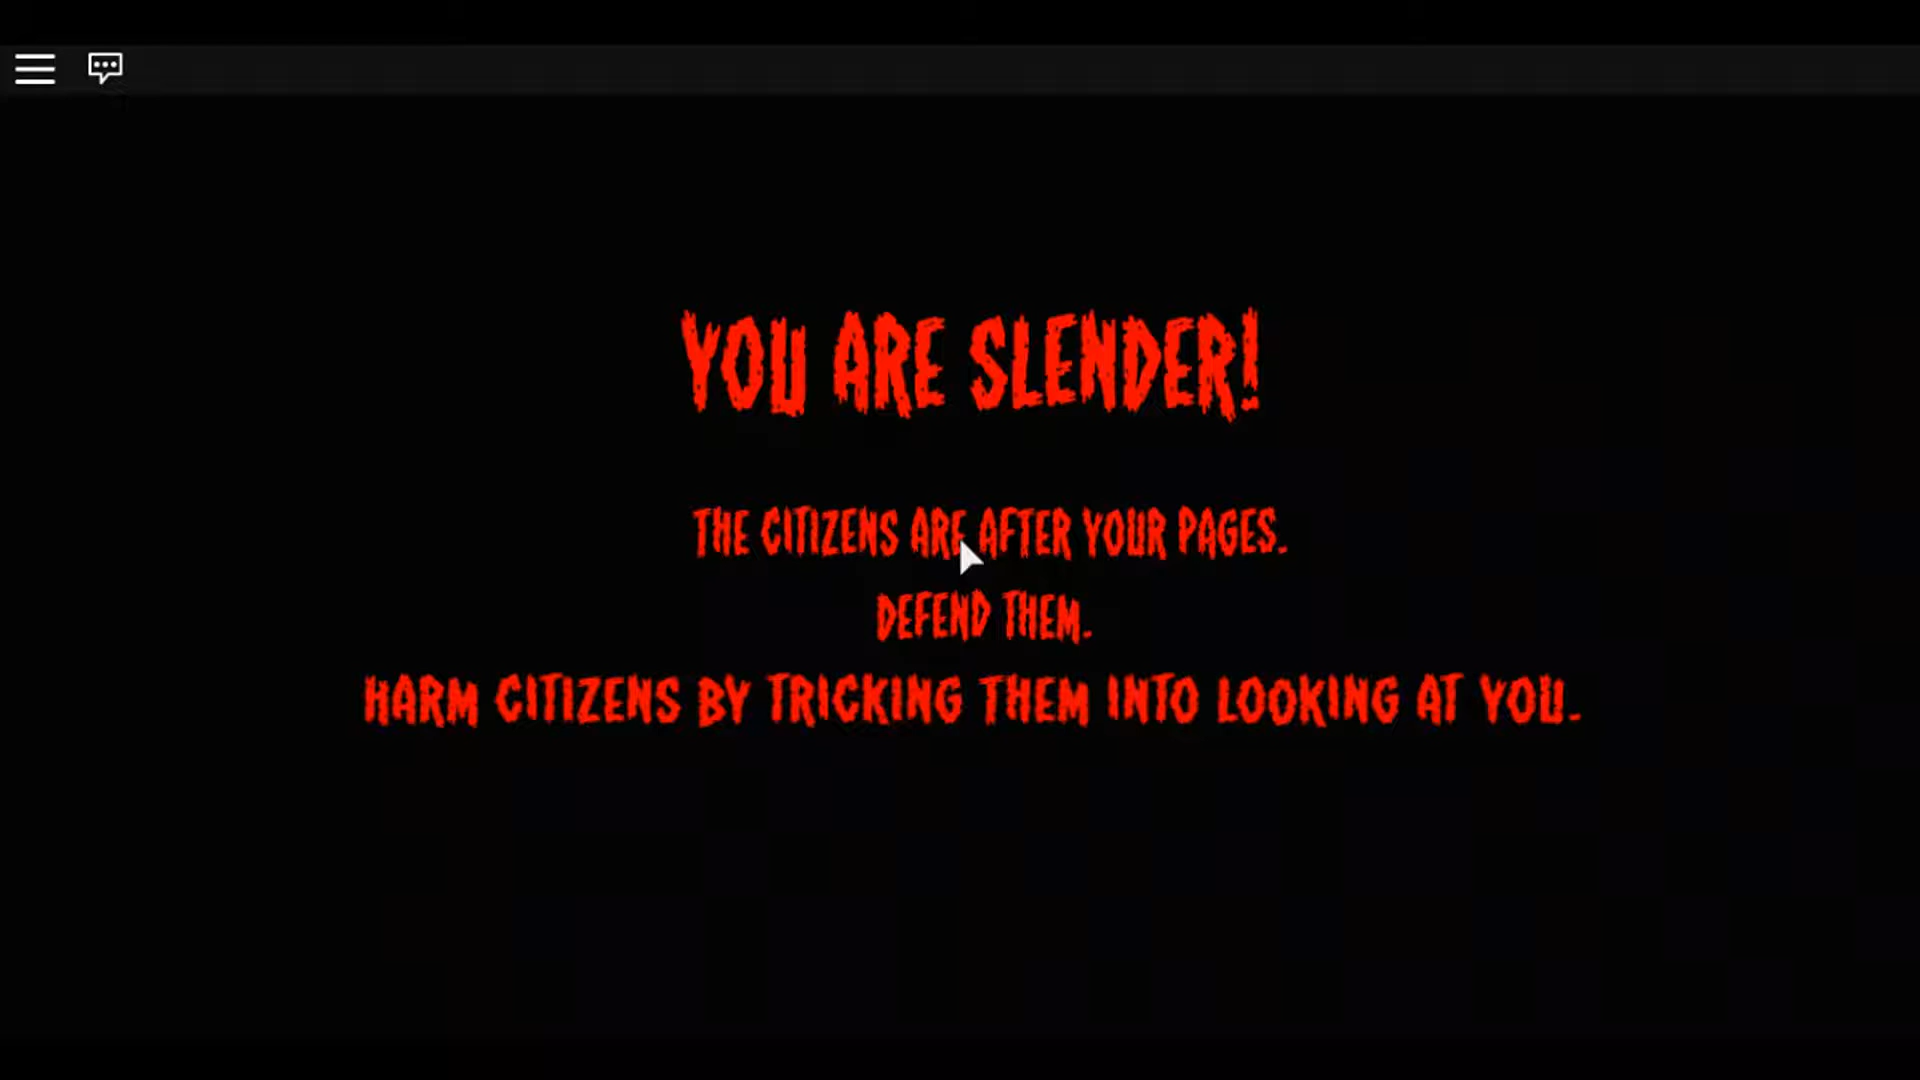 YOU ARE SLENDER!
THE CITIZENS ARE AFTER YOUR PAGES.
DEFEND THEM.
HARM CITIZENS BY TRICKING THEM INTO LOOKING AT YOU.